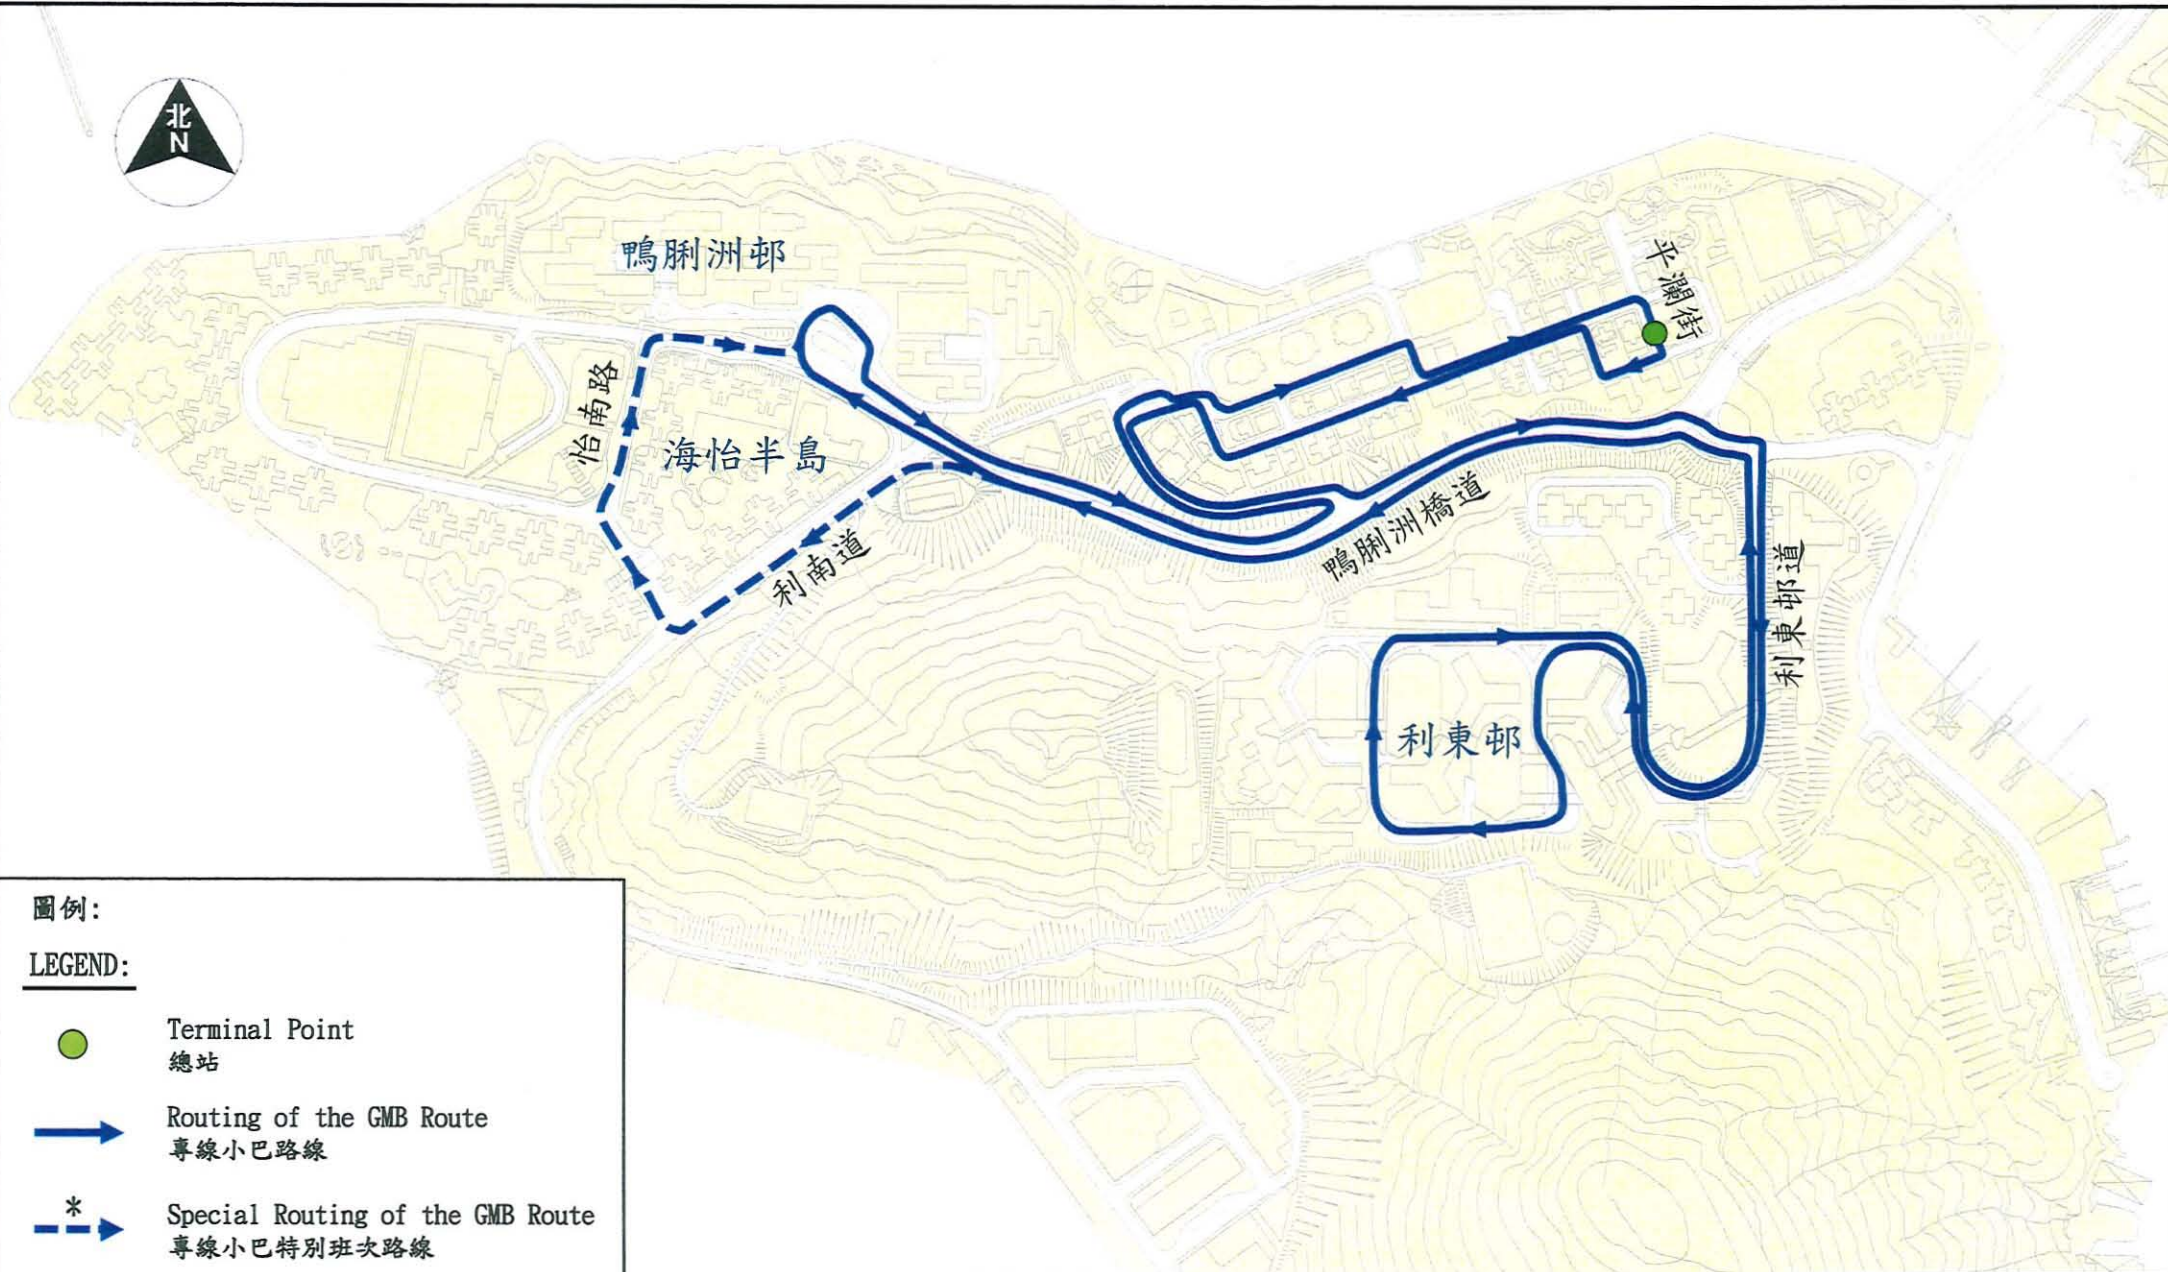 北
N
鴨脷洲邨
平瀾街
怡南路
海怡半島
利南道
鴨脷洲橋道
利東邨道
利東邨
圖例:
LEGEND:
Terminal Point
總站
Routing of the GMB Route
專線小巴路線
*
Special Routing of the GMB Route
專線小巴特別班次路線